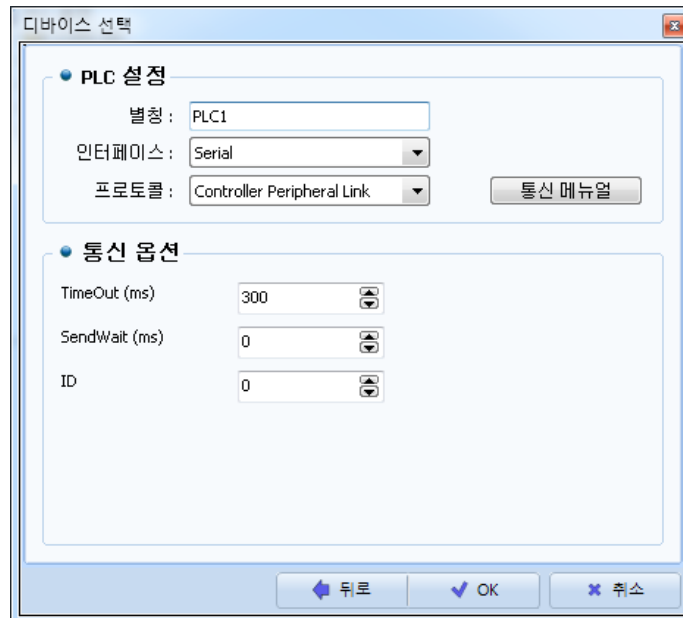 디바이스 선택
PLC 설정
별칭 : PLC1
인터페이스 : Serial
프로토콜 : Controller Peripheral Link 통신 메뉴얼
통신 옵션
TimeOut (ms) 300
SendWait (ms) 0
ID 0
뒤로 OK 취소